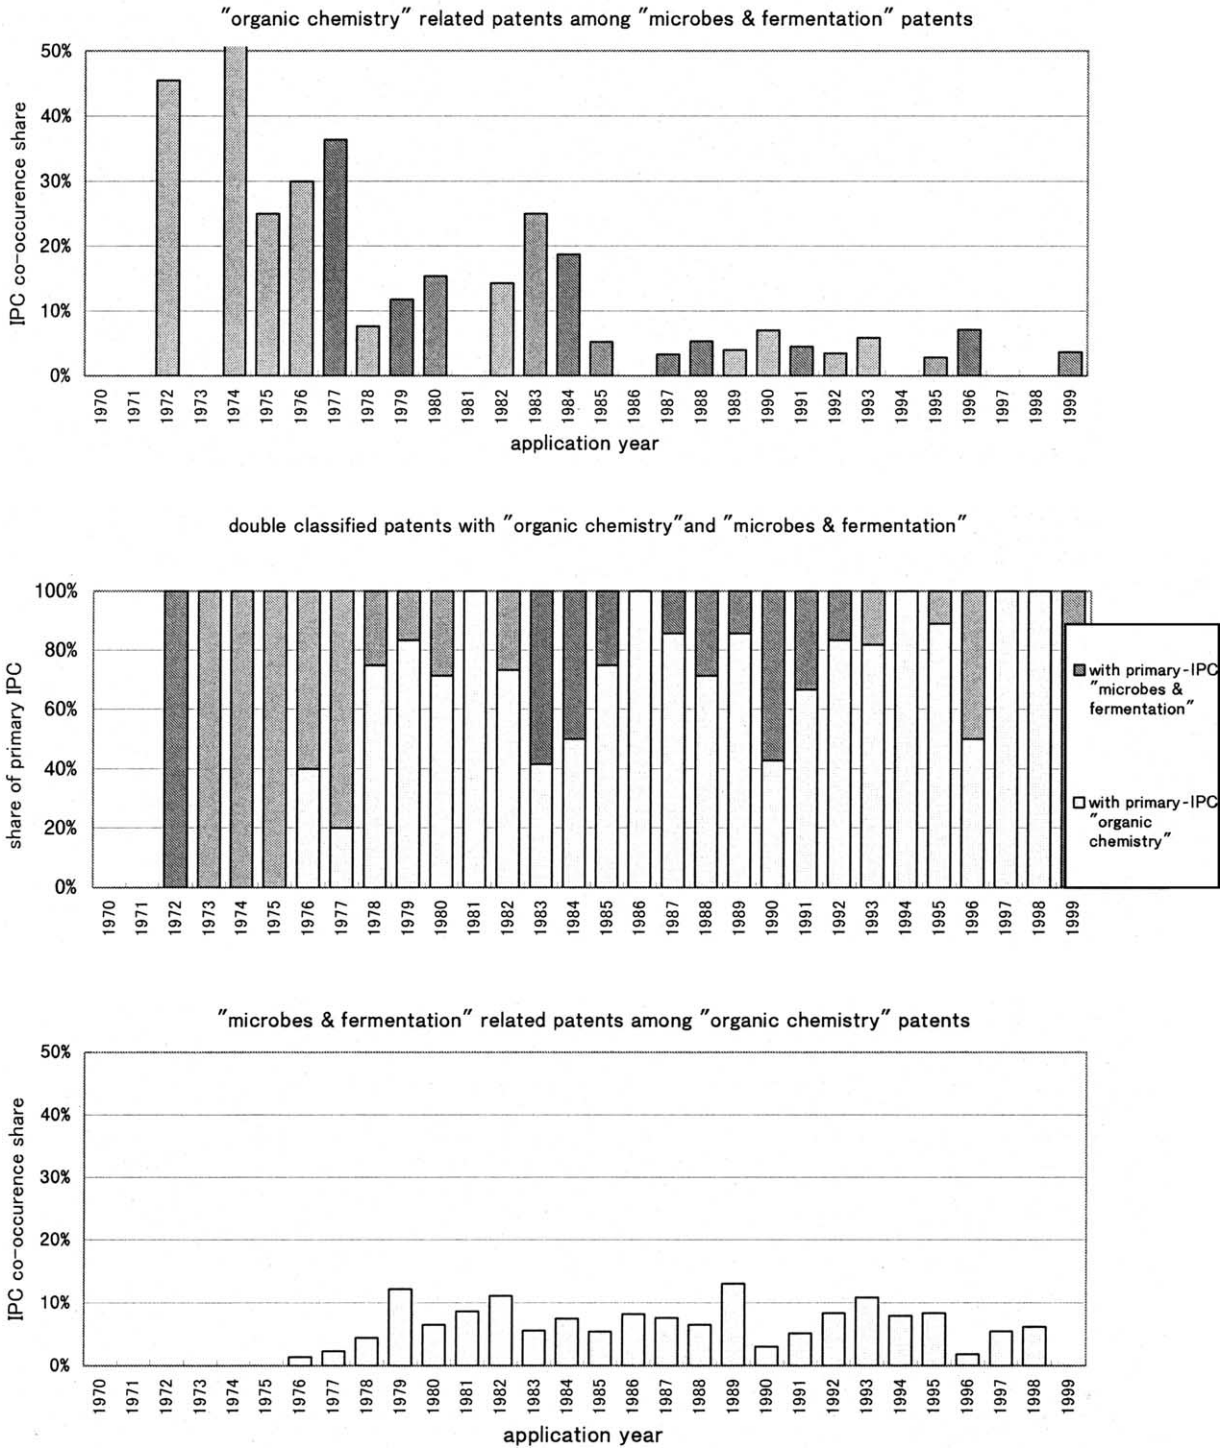 "organic chemistry" related patents among "microbes & fermentation" patents
IPC co-occurence share
50%
40%
30%
20%
10%
0%
1970 1971 1972 1973 1974 1975 1976 1977 1978 1979 1980 1981 1982 1983 1984 1985 1986 1987 1988 1989 1990 1991 1992 1993 1994 1995 1996 1997 1998 1999
application year
double classified patents with "organic chemistry"and "microbes & fermentation"
share of primary IPC
100%
80%
60%
40%
20%
0%
1970 1971 1972 1973 1974 1975 1976 1977 1978 1979 1980 1981 1982 1983 1984 1985 1986 1987 1988 1989 1990 1991 1992 1993 1994 1995 1996 1997 1998 1999
with primary-IPC
"microbes &
fermentation"
with primary-IPC
"organic
chemistry"
"microbes & fermentation" related patents among "organic chemistry" patents
IPC co-occurence share
50%
40%
30%
20%
10%
0%
1970 1971 1972 1973 1974 1975 1976 1977 1978 1979 1980 1981 1982 1983 1984 1985 1986 1987 1988 1989 1990 1991 1992 1993 1994 1995 1996 1997 1998 1999
application year